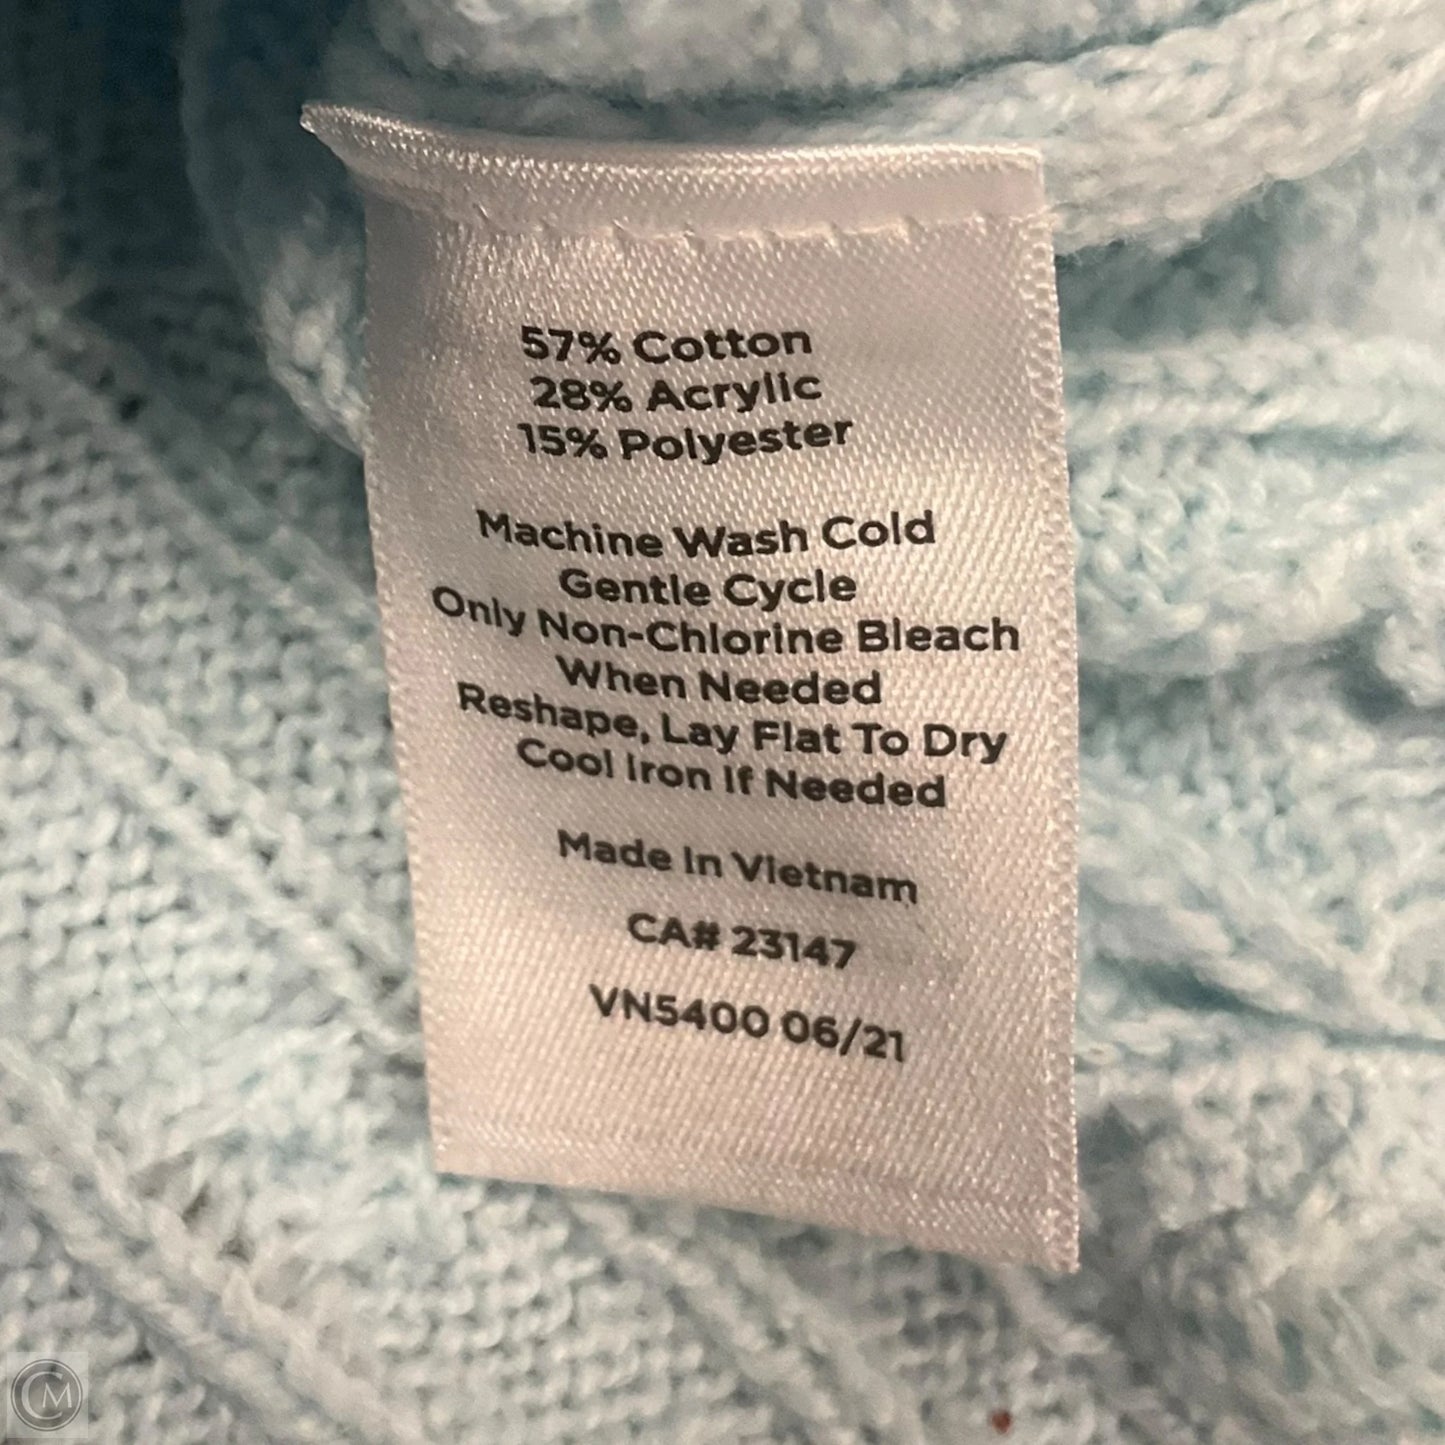 57% Cotton
28% Acrylic
15% Polyester
Machine Wash Cold
Gentle Cycle
Only Non-Chlorine Bleach
When Needed
Reshape, Lay Flat To Dry
Cool Iron If Needed
Made In Vietnam
CA# 23147
VN5400 06/21
CM